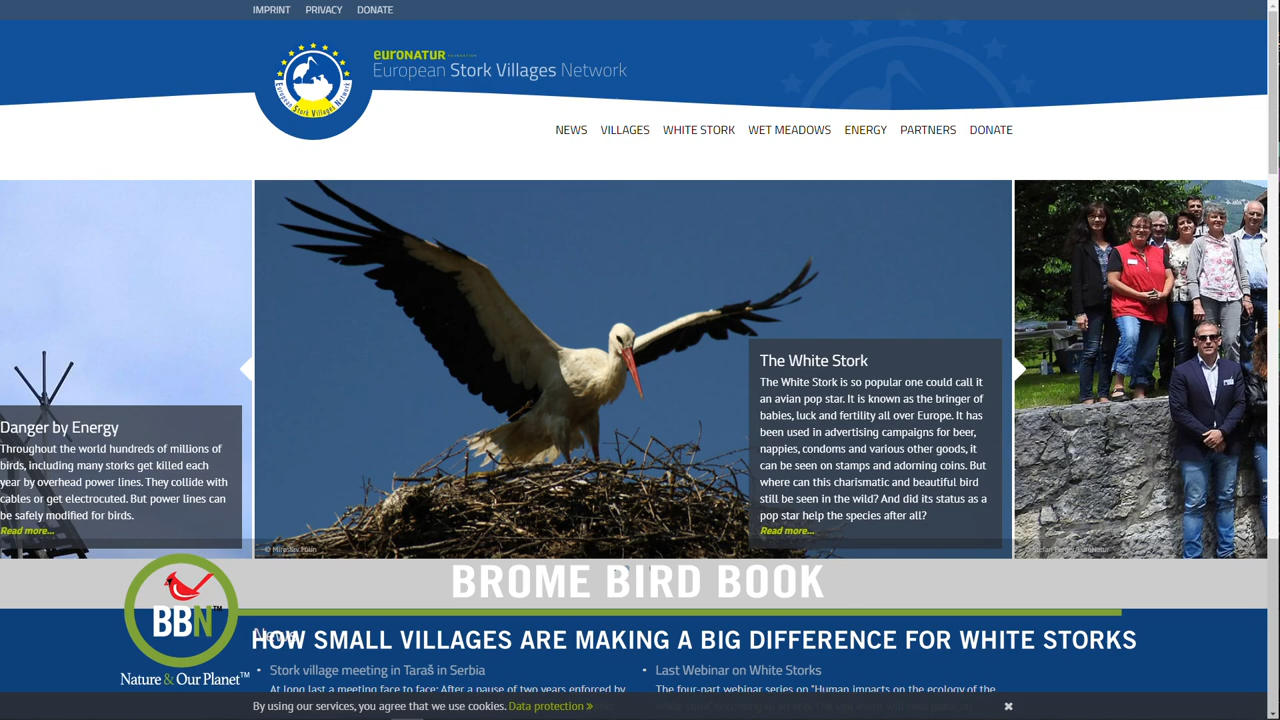 IMPRINT PRIVACY DONATE
euronatur FOUNDATION
European Stork Villages Network
European Stork Villages Network
NEWS VILLAGES WHITE STORK WET MEADOWS ENERGY PARTNERS DONATE
Danger by Energy
Throughout the world hundreds of millions of
birds, including many storks get killed each
year by overhead power lines. They collide with
cables or get electrocuted. But power lines can
be safely modified for birds.
Read more...
The White Stork
The White Stork is so popular one could call it
an avian pop star. It is known as the bringer of
babies, luck and fertility all over Europe. It has
been used in advertising campaigns for beer,
nappies, condoms and various other goods, it
can be seen on stamps and adorning coins. But
where can this charismatic and beautiful bird
still be seen in the wild? And did its status as a
pop star help the species after all?
Read more...
BROME BIRD BOOK
BBN™
Nature & Our Planet™
News
HOW SMALL VILLAGES ARE MAKING A BIG DIFFERENCE FOR WHITE STORKS
• Stork village meeting in Taraš in Serbia
At long last a meeting face to face: After a pause of two years enforced by
• Last Webinar on White Storks
The four-part webinar series on "Human impacts on the ecology of the
By using our services, you agree that we use cookies. Data protection »